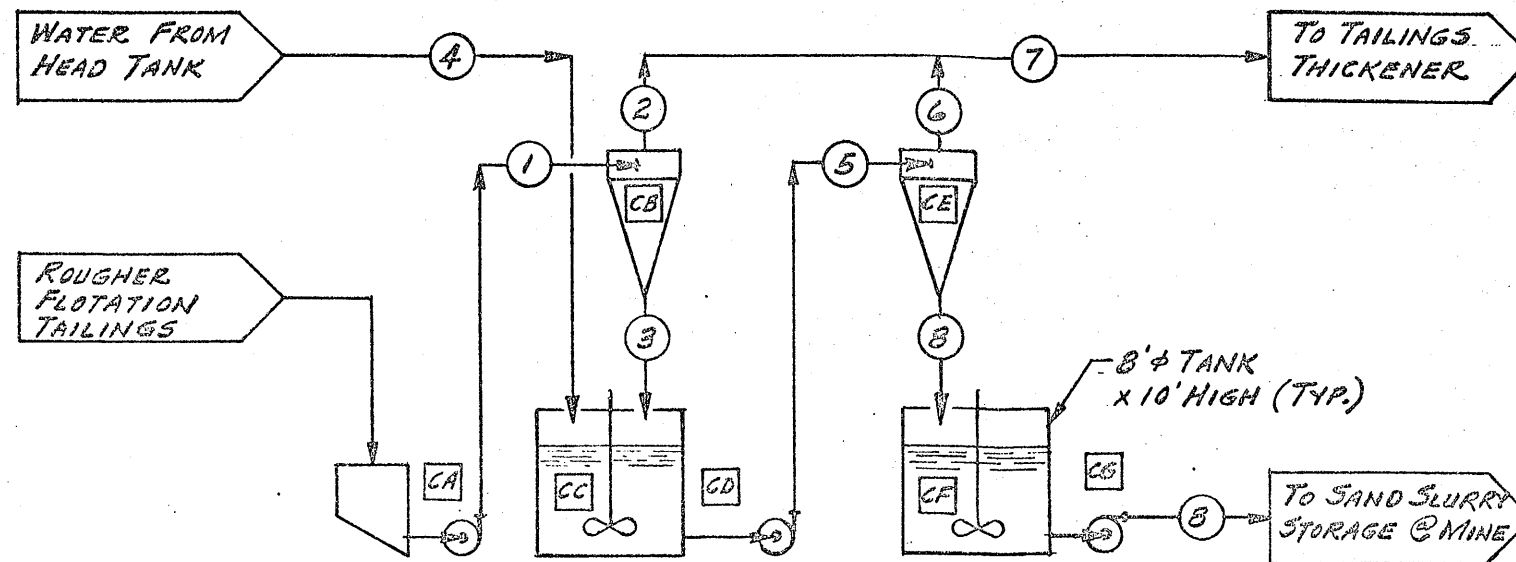 WATER FROM
HEAD TANK
4
7
TO TAILINGS
THICKENER
2
6
1
5
CB
CE
ROUGHER
FLOTATION
TAILINGS
3
8
8'φ TANK
x 10' HIGH (TYP.)
CA
CC
CD
CF
CG
8
TO SAND SLURRY
STORAGE @ MINE